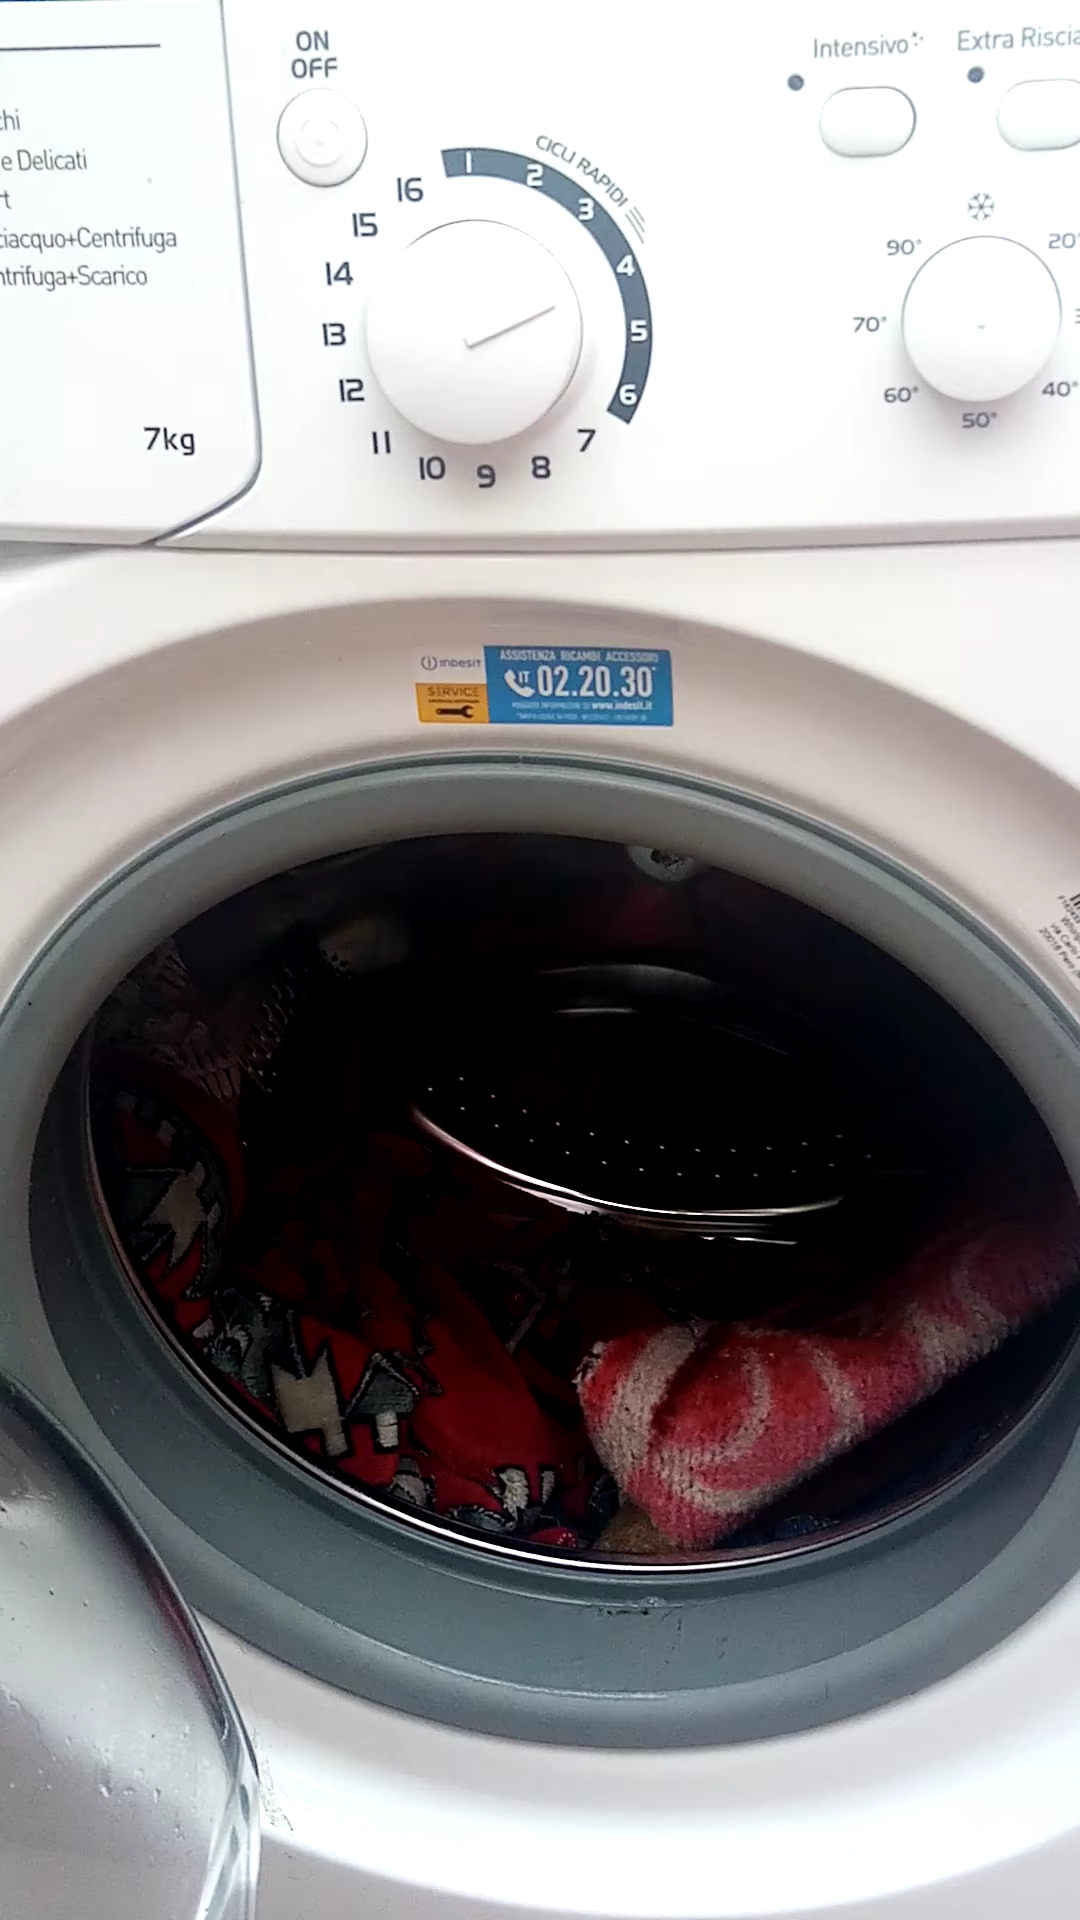 ON
OFF
Intensivo
Extra
chi
e Delicati
ciacquo+Centrifuga
ntrifuga+Scarico
7kg
CICLI RAPIDI
1
2
3
4
5
6
7
8
9
10
11
12
13
14
15
16
20°
40°
50°
60°
70°
90°
indesit
SERVICE
ASSISTENZA RICAMBI ACCESSORI
IT 02.20.30*
www.indesit.it